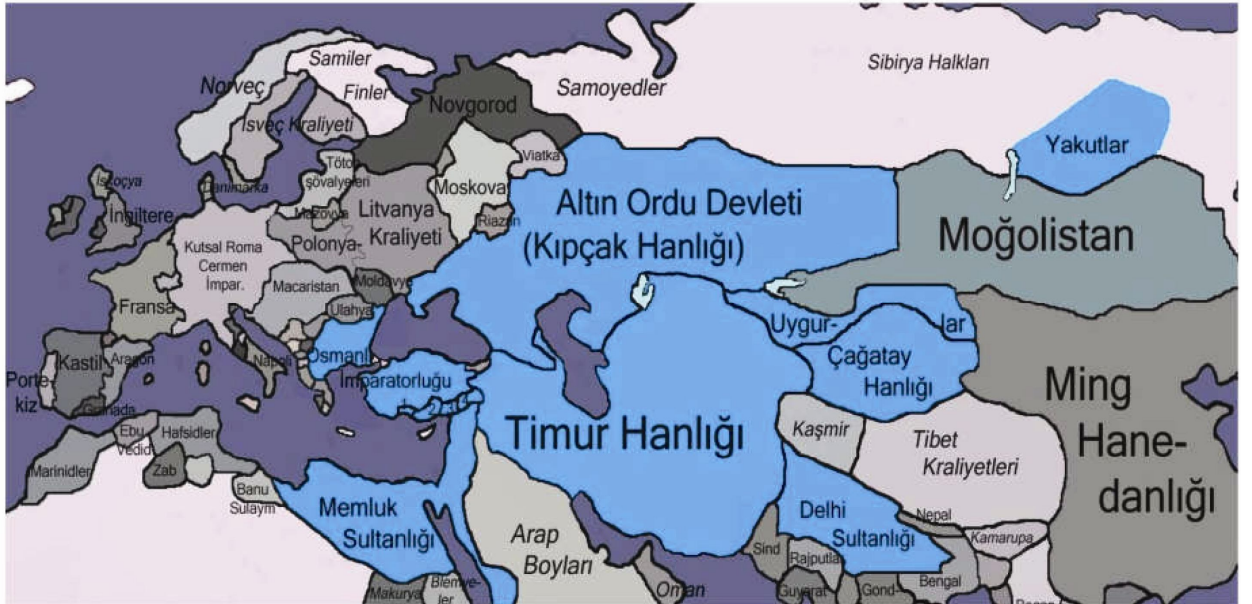 Samiler
Finler
Norveç
İsveç Kraliyeti
Novgorod
Samoyedler
Sibirya Halkları
Yakutlar
Viatka
Töton
şövalyeleri
Moskova
İskoçya
İngiltere
Danimarka
Mazovya
Litvanya
Kraliyeti
Polonya-
Riazan
Altın Ordu Devleti
(Kıpçak Hanlığı)
Moğolistan
Kutsal Roma
Cermen
İmpar.
Macaristan
Moldavya
Ulahya
Fransa
Uygur-
lar
Çağatay
Hanlığı
Osmanlı
İmparatorluğu
Napoli
Kastil
Aragon
Porte-
kiz
Granada
Timur Hanlığı
Ming
Hane-
danlığı
Kaşmir
Tibet
Kraliyetleri
Marinidler
Ebu
Vedid
Hafsidler
Zab
Banu
Sulaym
Memluk
Sultanlığı
Arap
Boyları
Delhi
Sultanlığı
Nepal
Kamarupa
Sind
Rajputla
Bengal
Guyarat
Gond-
Makurya
Blemye-
ler
Oman